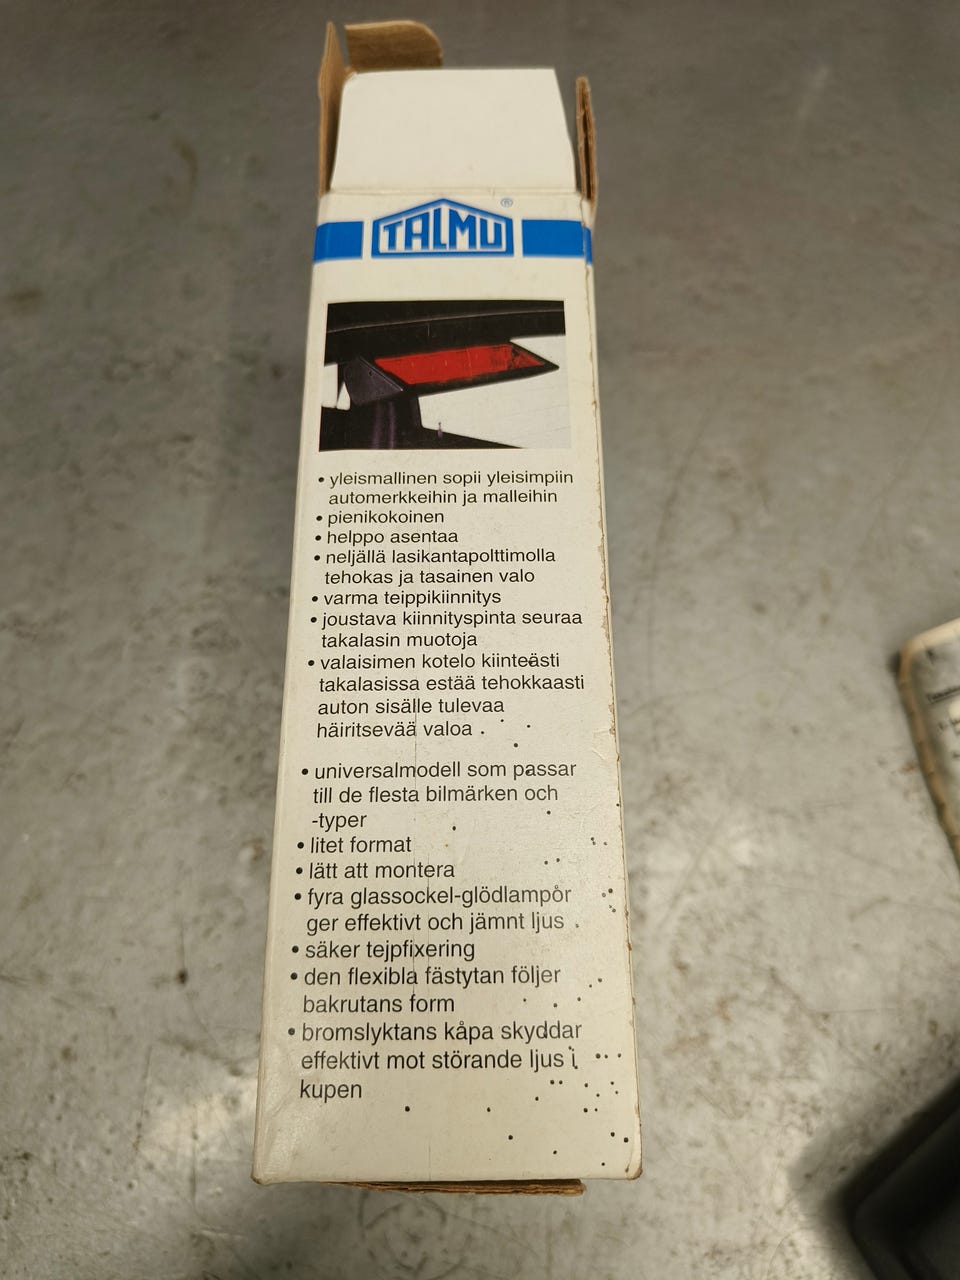 TALMU ®
• yleismallinen sopii yleisimpiin
automerkkeihin ja malleihin
• pienikokoinen
• helppo asentaa
• neljällä lasikantapolttimolla
tehokas ja tasainen valo
• varma teippikiinnitys
• joustava kiinnityspinta seuraa
takalasin muotoja
• valaisimen kotelo kiinteästi
takalasissa estää tehokkaasti
auton sisälle tulevaa
häiritsevää valoa
• universalmodell som passar
till de flesta bilmärken och
-typer
• litet format
• lätt att montera
• fyra glassockel-glödlampor
ger effektivt och jämnt ljus
• säker tejpfixering
• den flexibla fästytan följer
bakrutans form
• bromslyktans kåpa skyddar
effektivt mot störande ljus i
kupen